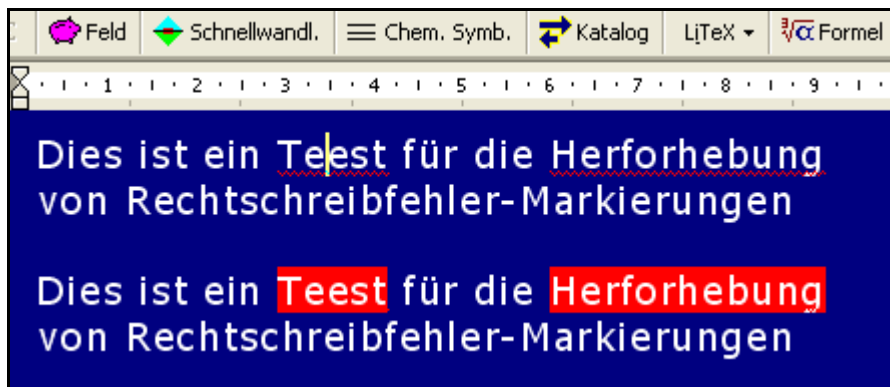 Feld Schnellwandl. Chem. Symb. Katalog LiTeX ∛α Formel
1 2 3 4 5 6 7 8 9
Dies ist ein Teest für die Herforhebung
von Rechtschreibfehler-Markierungen
Dies ist ein Teest für die Herforhebung
von Rechtschreibfehler-Markierungen